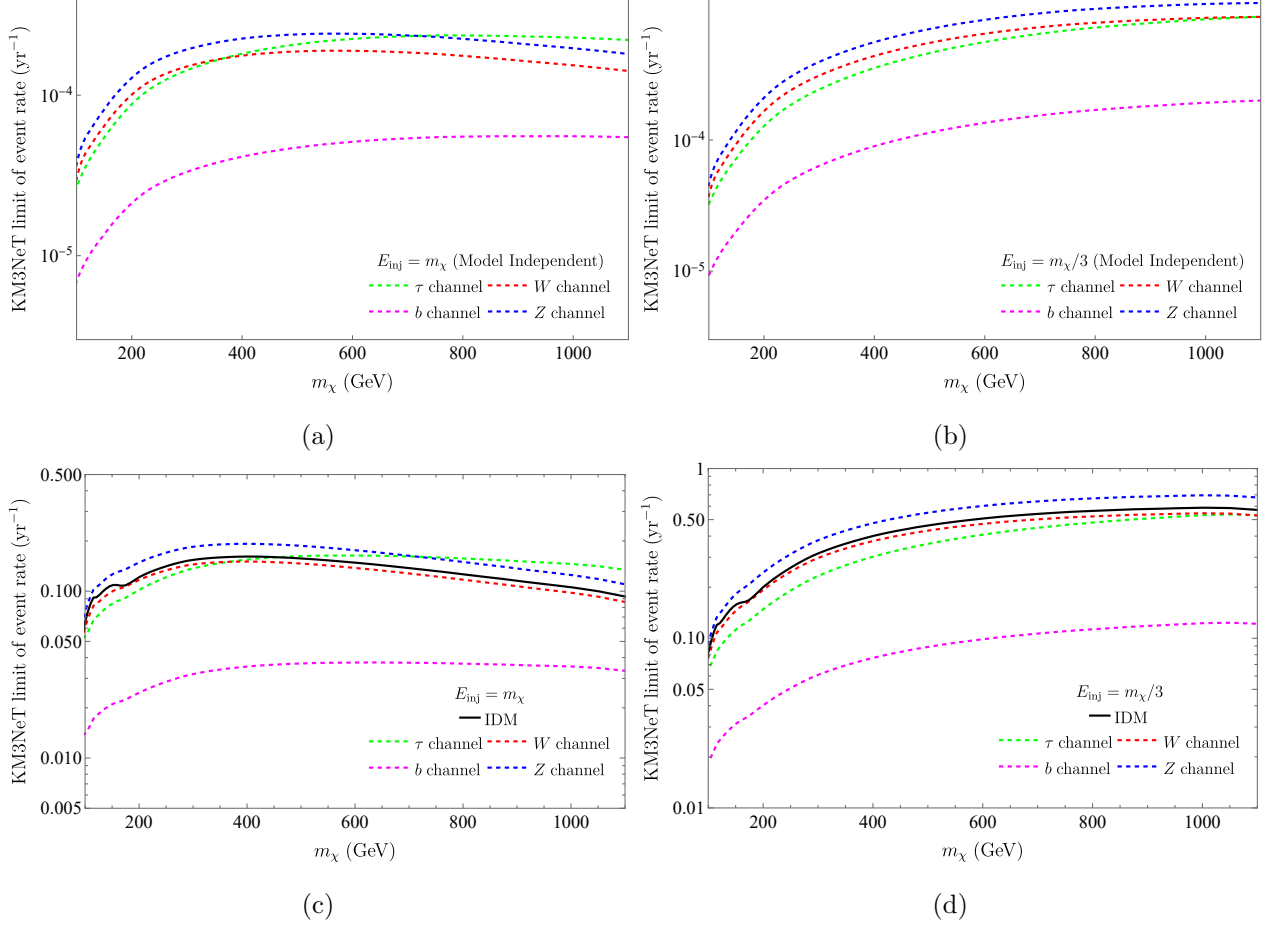 KM3NeT limit of event rate (yr⁻¹)
10⁻⁴
10⁻⁵
E_inj = m_χ (Model Independent)
τ channel W channel
b channel Z channel
200 400 600 800 1000
m_χ (GeV)
(a)
KM3NeT limit of event rate (yr⁻¹)
10⁻⁴
10⁻⁵
E_inj = m_χ/3 (Model Independent)
τ channel W channel
b channel Z channel
200 400 600 800 1000
m_χ (GeV)
(b)
KM3NeT limit of event rate (yr⁻¹)
0.500
0.100
0.050
0.010
0.005
E_inj = m_χ
IDM
τ channel W channel
b channel Z channel
200 400 600 800 1000
m_χ (GeV)
(c)
KM3NeT limit of event rate (yr⁻¹)
1
0.50
0.10
0.05
0.01
E_inj = m_χ/3
IDM
τ channel W channel
b channel Z channel
200 400 600 800 1000
m_χ (GeV)
(d)